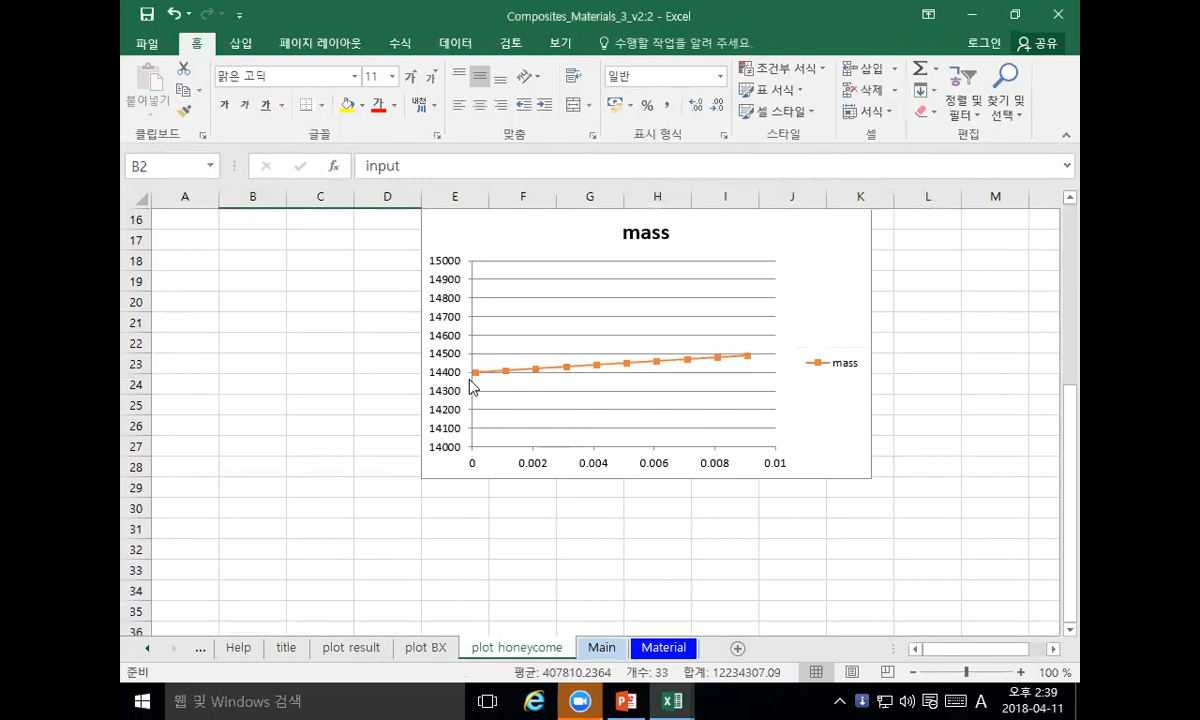 Composites_Materials_3_v2:2 - Excel
파일 홈 삽입 페이지 레이아웃 수식 데이터 검토 보기 수행할 작업을 알려 주세요. 로그인 공유
붙여넣기
맑은 고딕 11
가 가
가 가 가 가 내천
일반
% ,
조건부 서식
표 서식
셀 스타일
삽입
삭제
서식
정렬 및 필터 찾기 및 선택
클립보드 글꼴 맞춤 표시 형식 스타일 셀 편집
B2 fx input
A B C D E F G H I J K L M
16
17
18
19
20
21
22
23
24
25
26
27
28
29
30
31
32
33
34
35
36
mass
15000
14900
14800
14700
14600
14500
14400
14300
14200
14100
14000
0 0.002 0.004 0.006 0.008 0.01
mass
... Help title plot result plot BX plot honeycome Main Material
준비 평균: 407810.2364 개수: 33 합계: 12234307.09 100 %
웹 및 Windows 검색
A 오후 2:39
2018-04-11